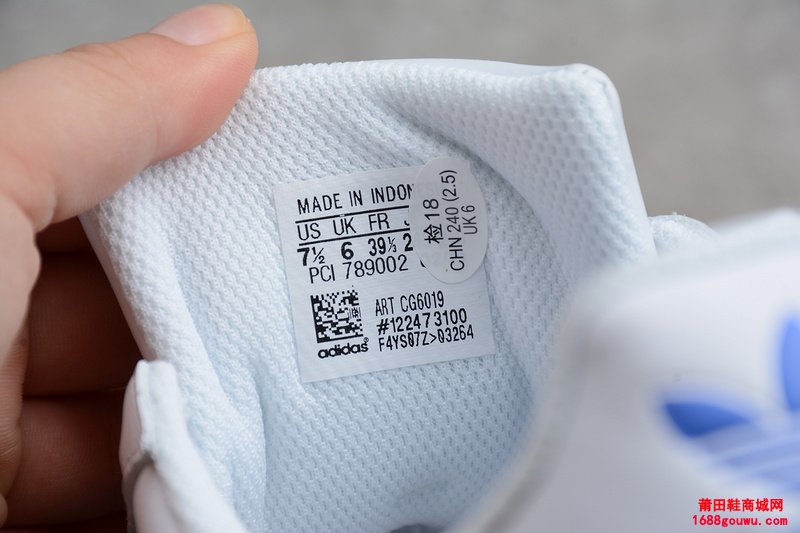 MADE IN INDON
US UK FR
7½ 6 39⅓ 2
PCI 789002
检18
CHN 240 (2.5)
UK 6
ART CG6019
#122473100
F4YS07Z>03264
adidas
莆田鞋商城网
1688gouwu.com